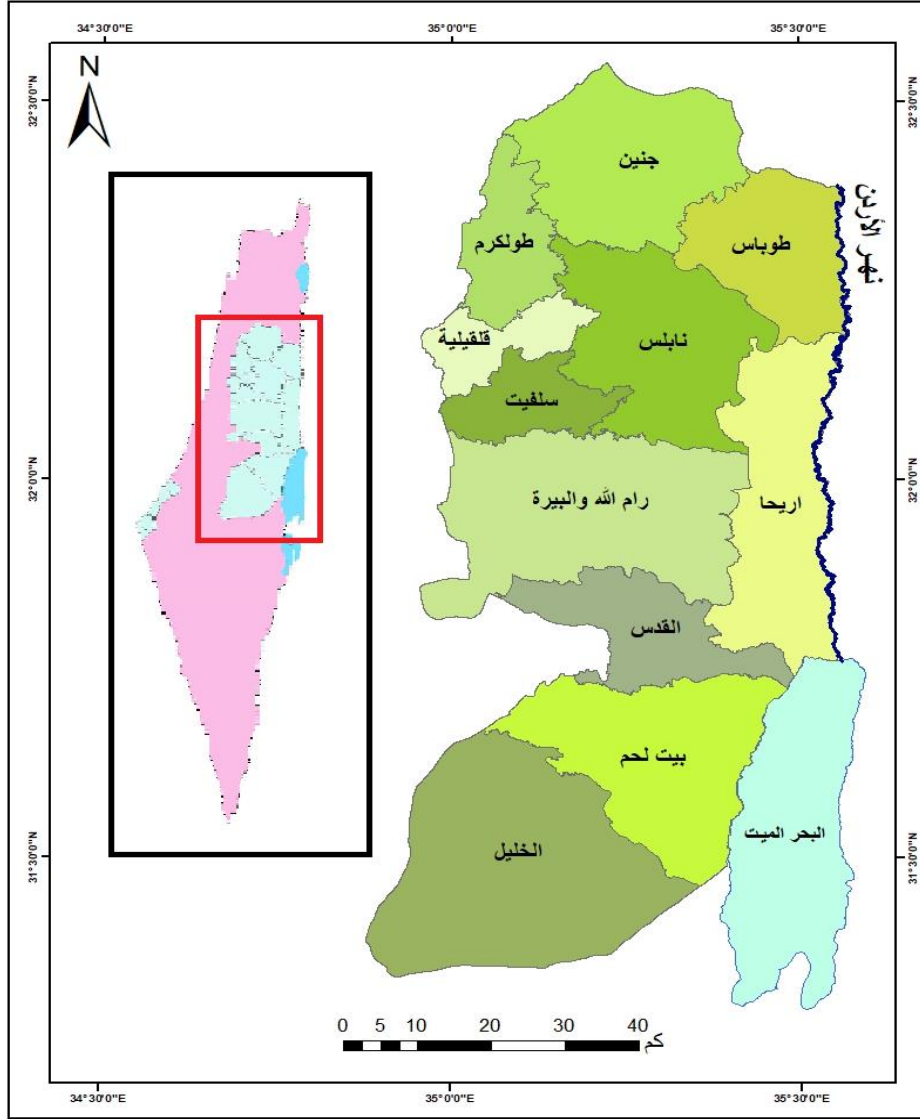 34°30'0"E
35°0'0"E
35°30'0"E
N
32°30'0"N
32°30'0"N
جنين
نهر الأردن
طولكرم
طوباس
قلقيلية
نابلس
سلفيت
32°0'0"N
32°0'0"N
رام الله والبيرة
اريحا
القدس
بيت لحم
البحر الميت
الخليل
31°30'0"N
31°30'0"N
0 5 10 20 30 40
كم
34°30'0"E
35°0'0"E
35°30'0"E